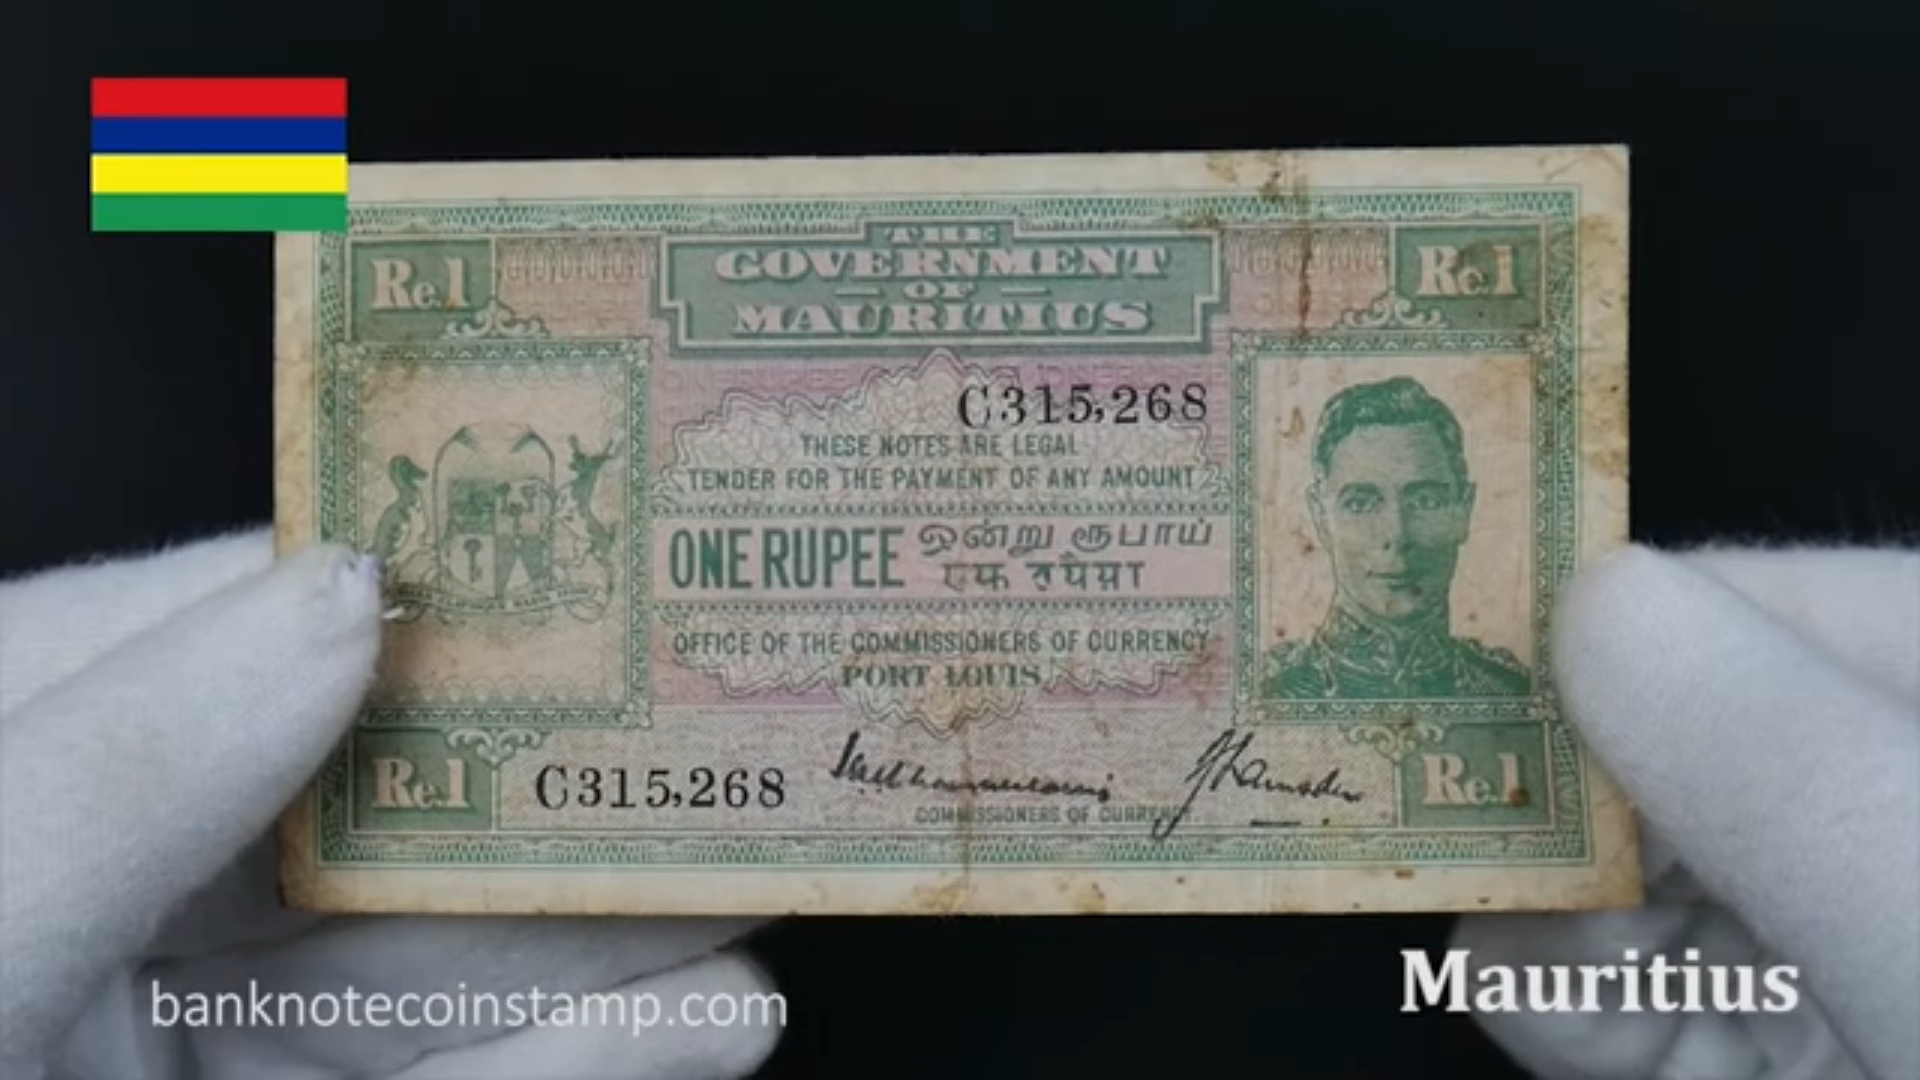 THE
GOVERNMENT
OF
MAURITIUS
Re.1
Re.1
C315,268
THESE NOTES ARE LEGAL
TENDER FOR THE PAYMENT OF ANY AMOUNT
ONE RUPEE
ஒன்று ரூபாய்
एक रुपैया
OFFICE OF THE COMMISSIONERS OF CURRENCY
PORT LOUIS
Re.1
C315,268
COMMISSIONERS OF CURRENCY.
Re.1
banknotecoinstamp.com
Mauritius